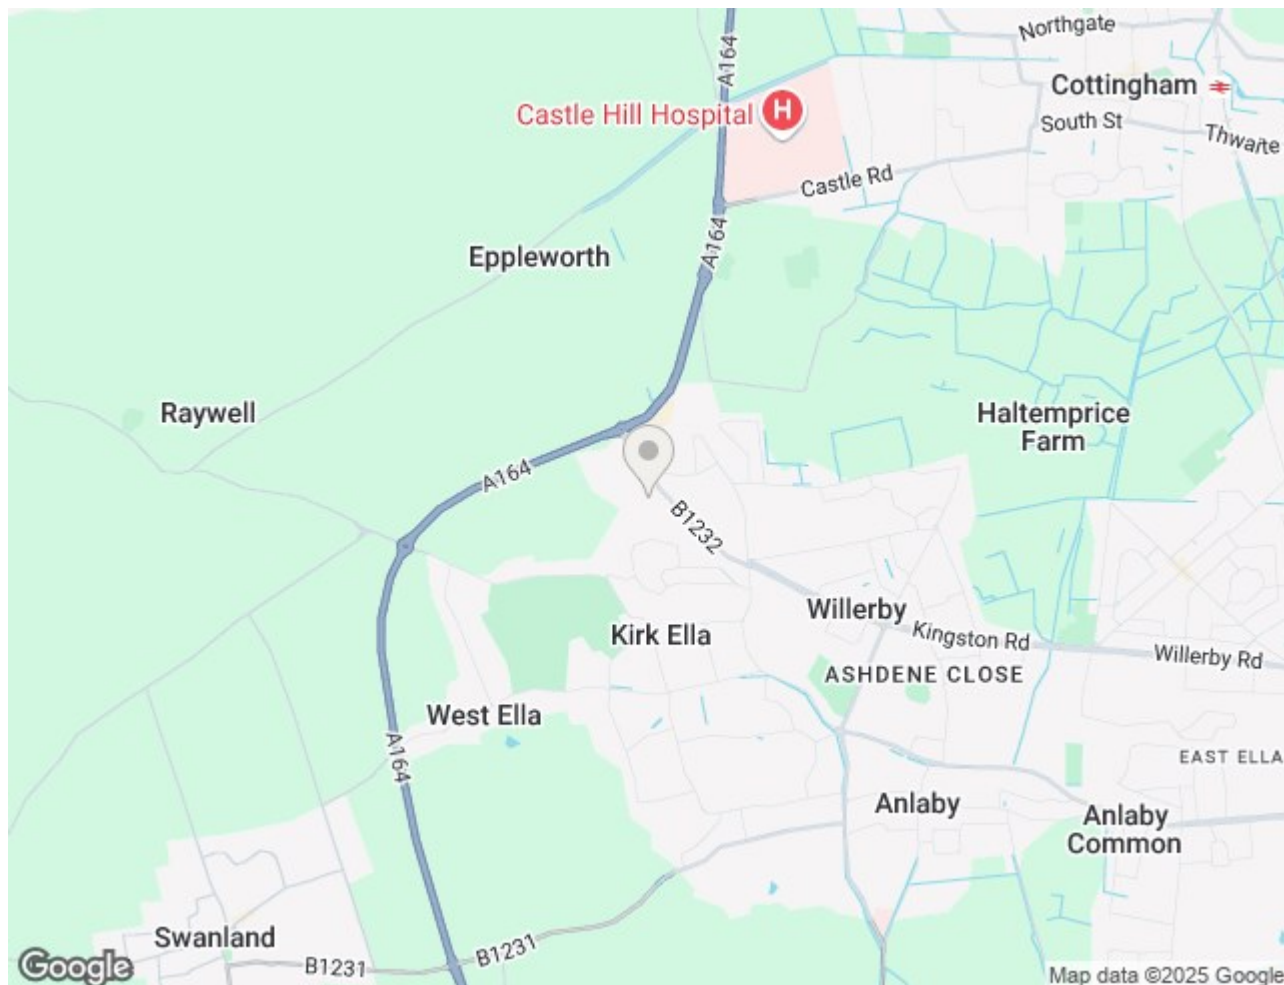 Northgate
A164
Cottingham
Castle Hill Hospital
H
South St
Thwaite
Castle Rd
A164
Eppleworth
Raywell
Haltemprice
Farm
A164
B1232
Willerby
Kirk Ella
Kingston Rd
Willerby Rd
ASHDENE CLOSE
West Ella
A164
EAST ELLA
Anlaby
Anlaby
Common
Swanland
B1231
B1231
Google
Map data ©2025 Google